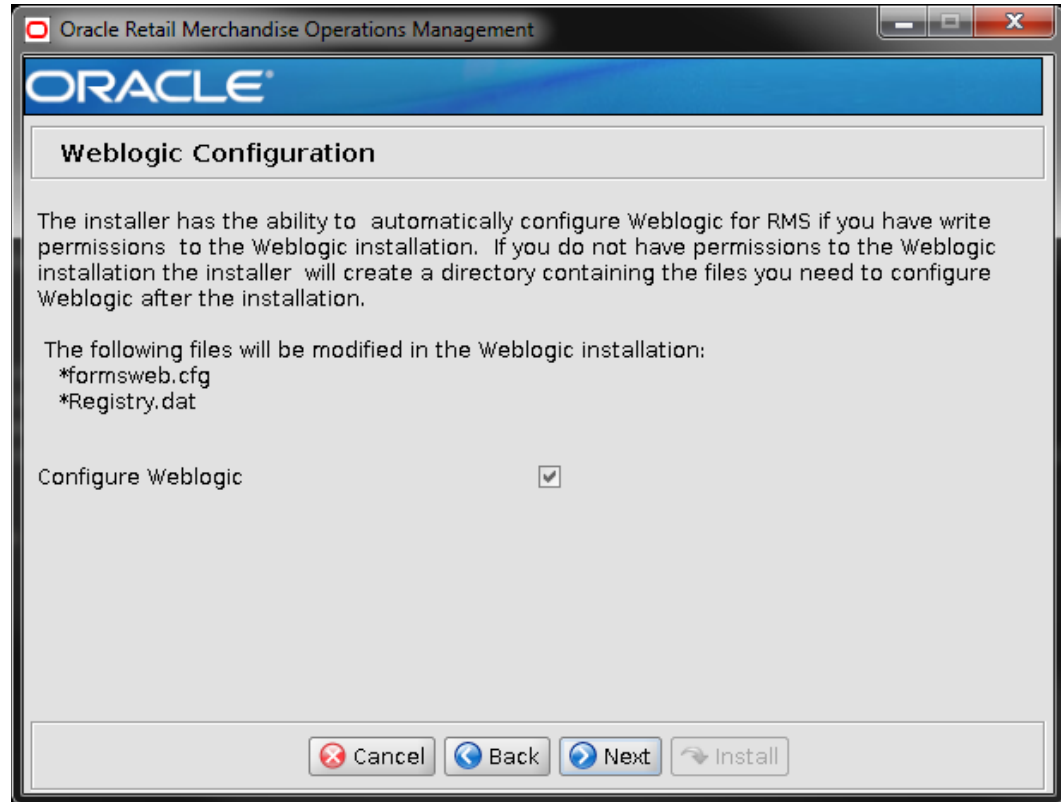 Oracle Retail Merchandise Operations Management
ORACLE
Weblogic Configuration
The installer has the ability to  automatically configure Weblogic for RMS if you have write
permissions  to the Weblogic installation.  If you do not have permissions to the Weblogic
installation the installer  will create a directory containing the files you need to configure
Weblogic after the installation.
The following files will be modified in the Weblogic installation:
*formsweb.cfg
*Registry.dat
Configure Weblogic
Cancel Back Next Install